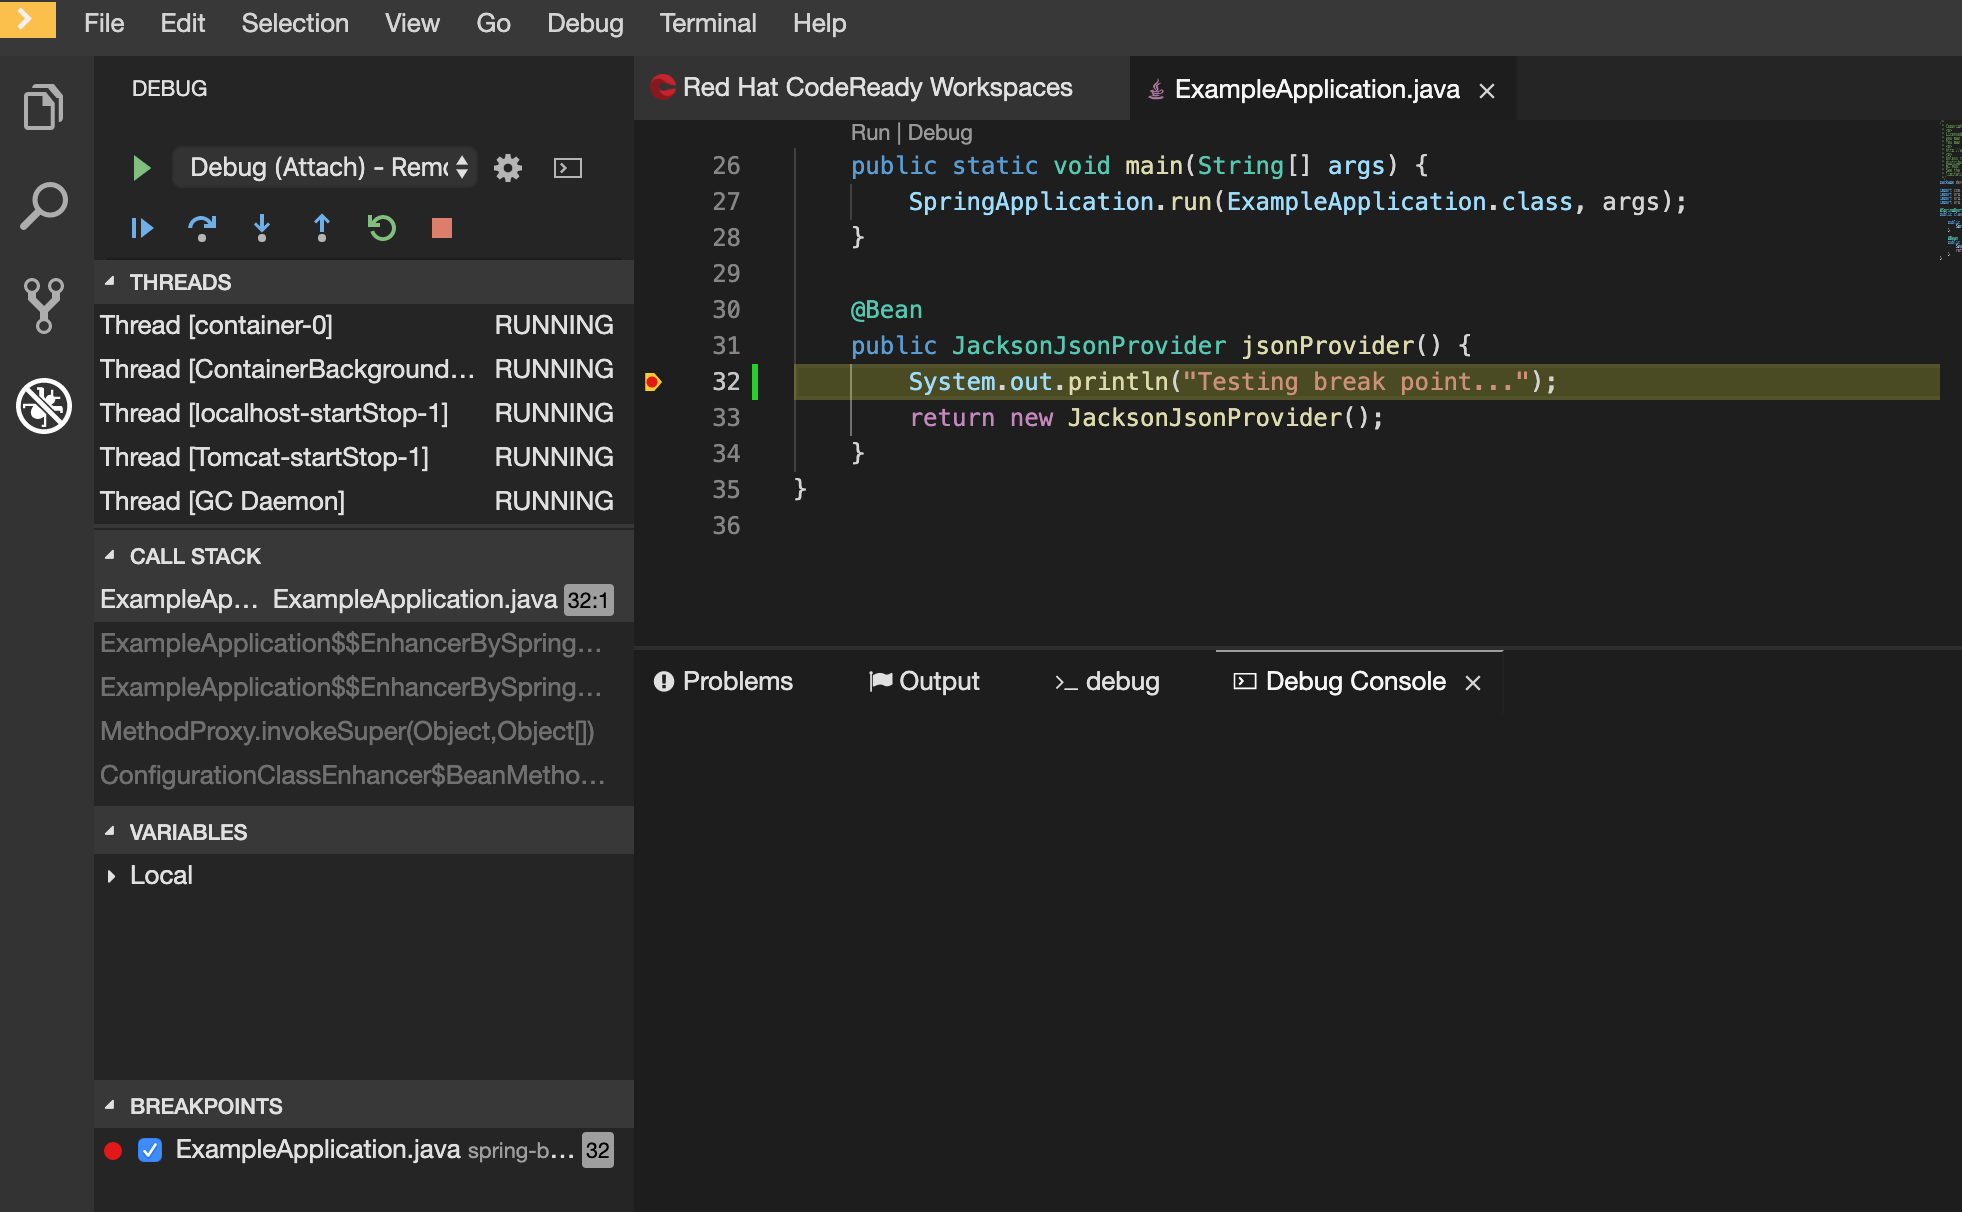 File Edit Selection View Go Debug Terminal Help
DEBUG
Debug (Attach) - Remo
THREADS
Thread [container-0] RUNNING
Thread [ContainerBackground... RUNNING
Thread [localhost-startStop-1] RUNNING
Thread [Tomcat-startStop-1] RUNNING
Thread [GC Daemon] RUNNING
CALL STACK
ExampleAp... ExampleApplication.java 32:1
ExampleApplication$$EnhancerBySpring...
ExampleApplication$$EnhancerBySpring...
MethodProxy.invokeSuper(Object,Object[])
ConfigurationClassEnhancer$BeanMetho...
VARIABLES
Local
BREAKPOINTS
ExampleApplication.java spring-b... 32
Red Hat CodeReady Workspaces
ExampleApplication.java
Run | Debug
26 public static void main(String[] args) {
27 SpringApplication.run(ExampleApplication.class, args);
28 }
29
30 @Bean
31 public JacksonJsonProvider jsonProvider() {
32 System.out.println("Testing break point...");
33 return new JacksonJsonProvider();
34 }
35 }
36
Problems Output >_ debug Debug Console